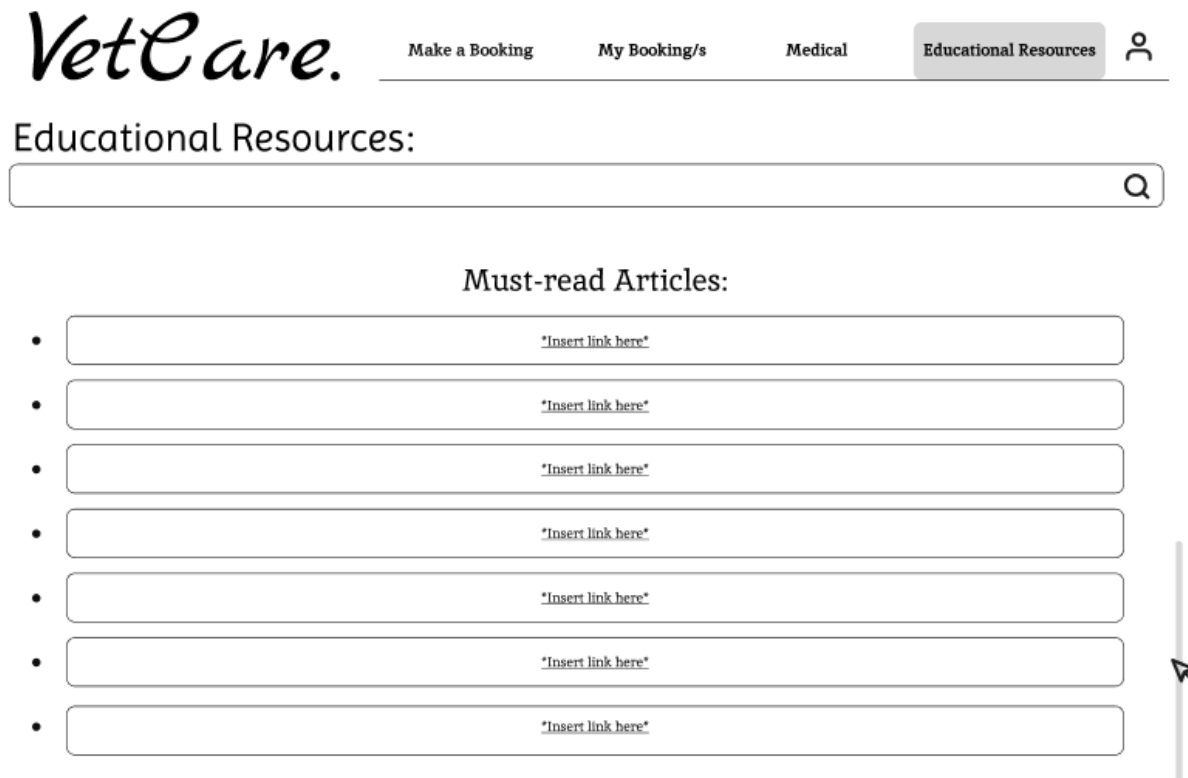 VetCare.
Make a Booking My Booking/s Medical Educational Resources
Educational Resources:
Must-read Articles:
*Insert link here*
*Insert link here*
*Insert link here*
*Insert link here*
*Insert link here*
*Insert link here*
*Insert link here*